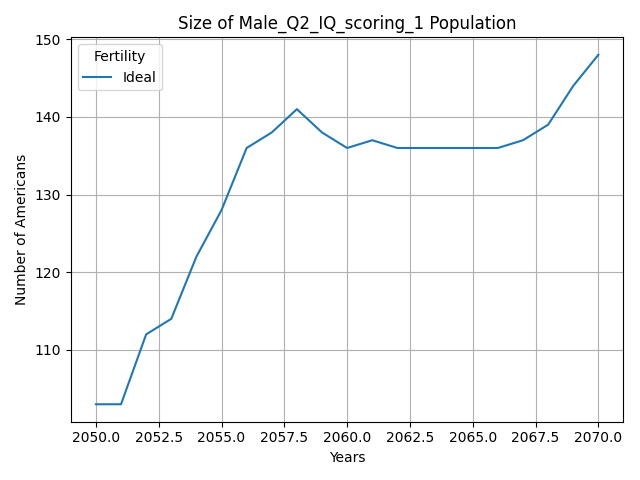 Size of Male_Q2_IQ_scoring_1 Population
Fertility
Ideal
Number of Americans
150
140
130
120
110
2050.0 2052.5 2055.0 2057.5 2060.0 2062.5 2065.0 2067.5 2070.0
Years